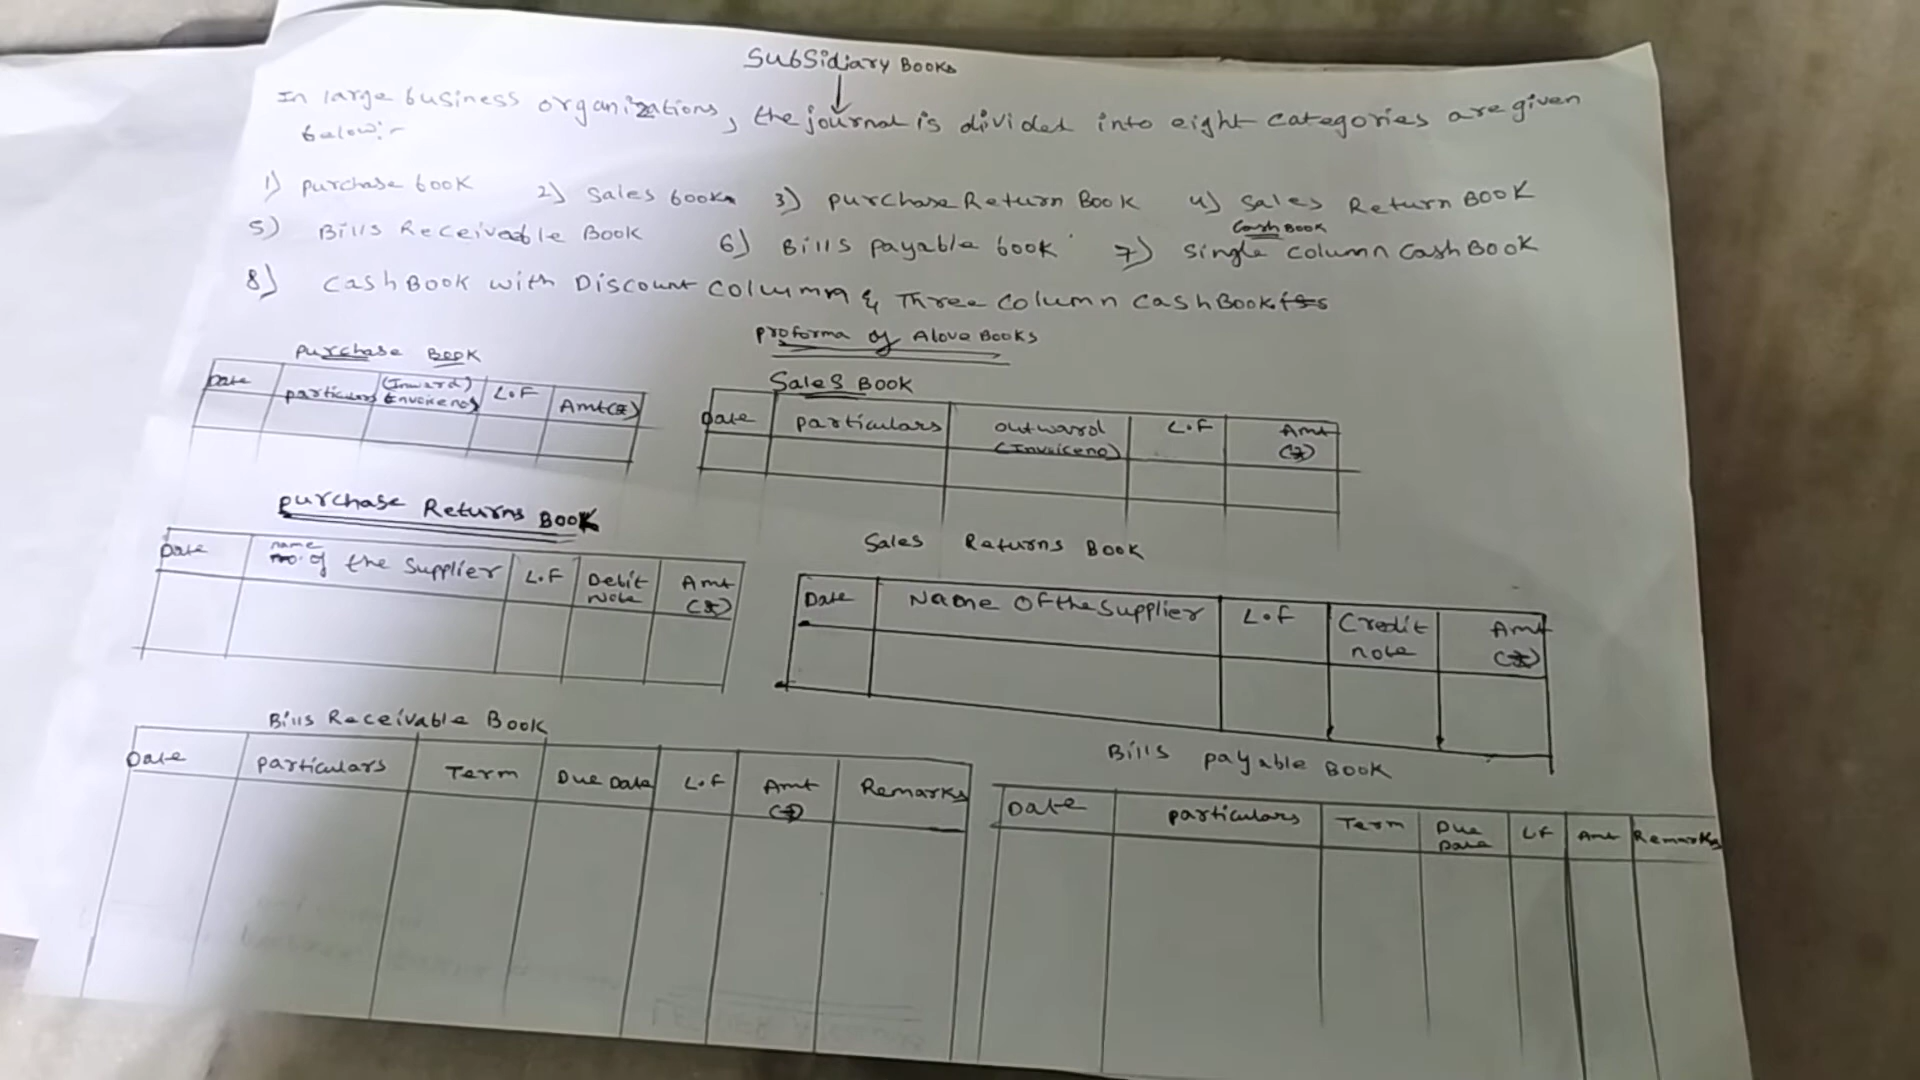 SubSidiary Books
In large business organizations, the journal is divided into eight categories are given
below:-
1) purchase book 2) Sales book 3) purchase Return Book 4) Sales Return Book
5) Bills Receivable Book 6) Bills payable book 7) Cash Book Single column Cash Book
8) Cash Book with Discount column & Three column Cash Book
Proforma of Alove Books
Purchase Book
Date particulars (Inward) Invoice no L.F Amt(₹)
Sales Book
Date particulars outward (Invoice no) L.F Amt (₹)
Purchase Returns Book
Date name of the Supplier L.F Debit Note Amt (₹)
Sales Returns Book
Date Name Of the Supplier L.F Credit note Amt (₹)
Bills Receivable Book
Date particulars Term Due Date L.F Amt (₹) Remarks
Bills payable Book
Date particulars Term Due Date LF Amt Remarks